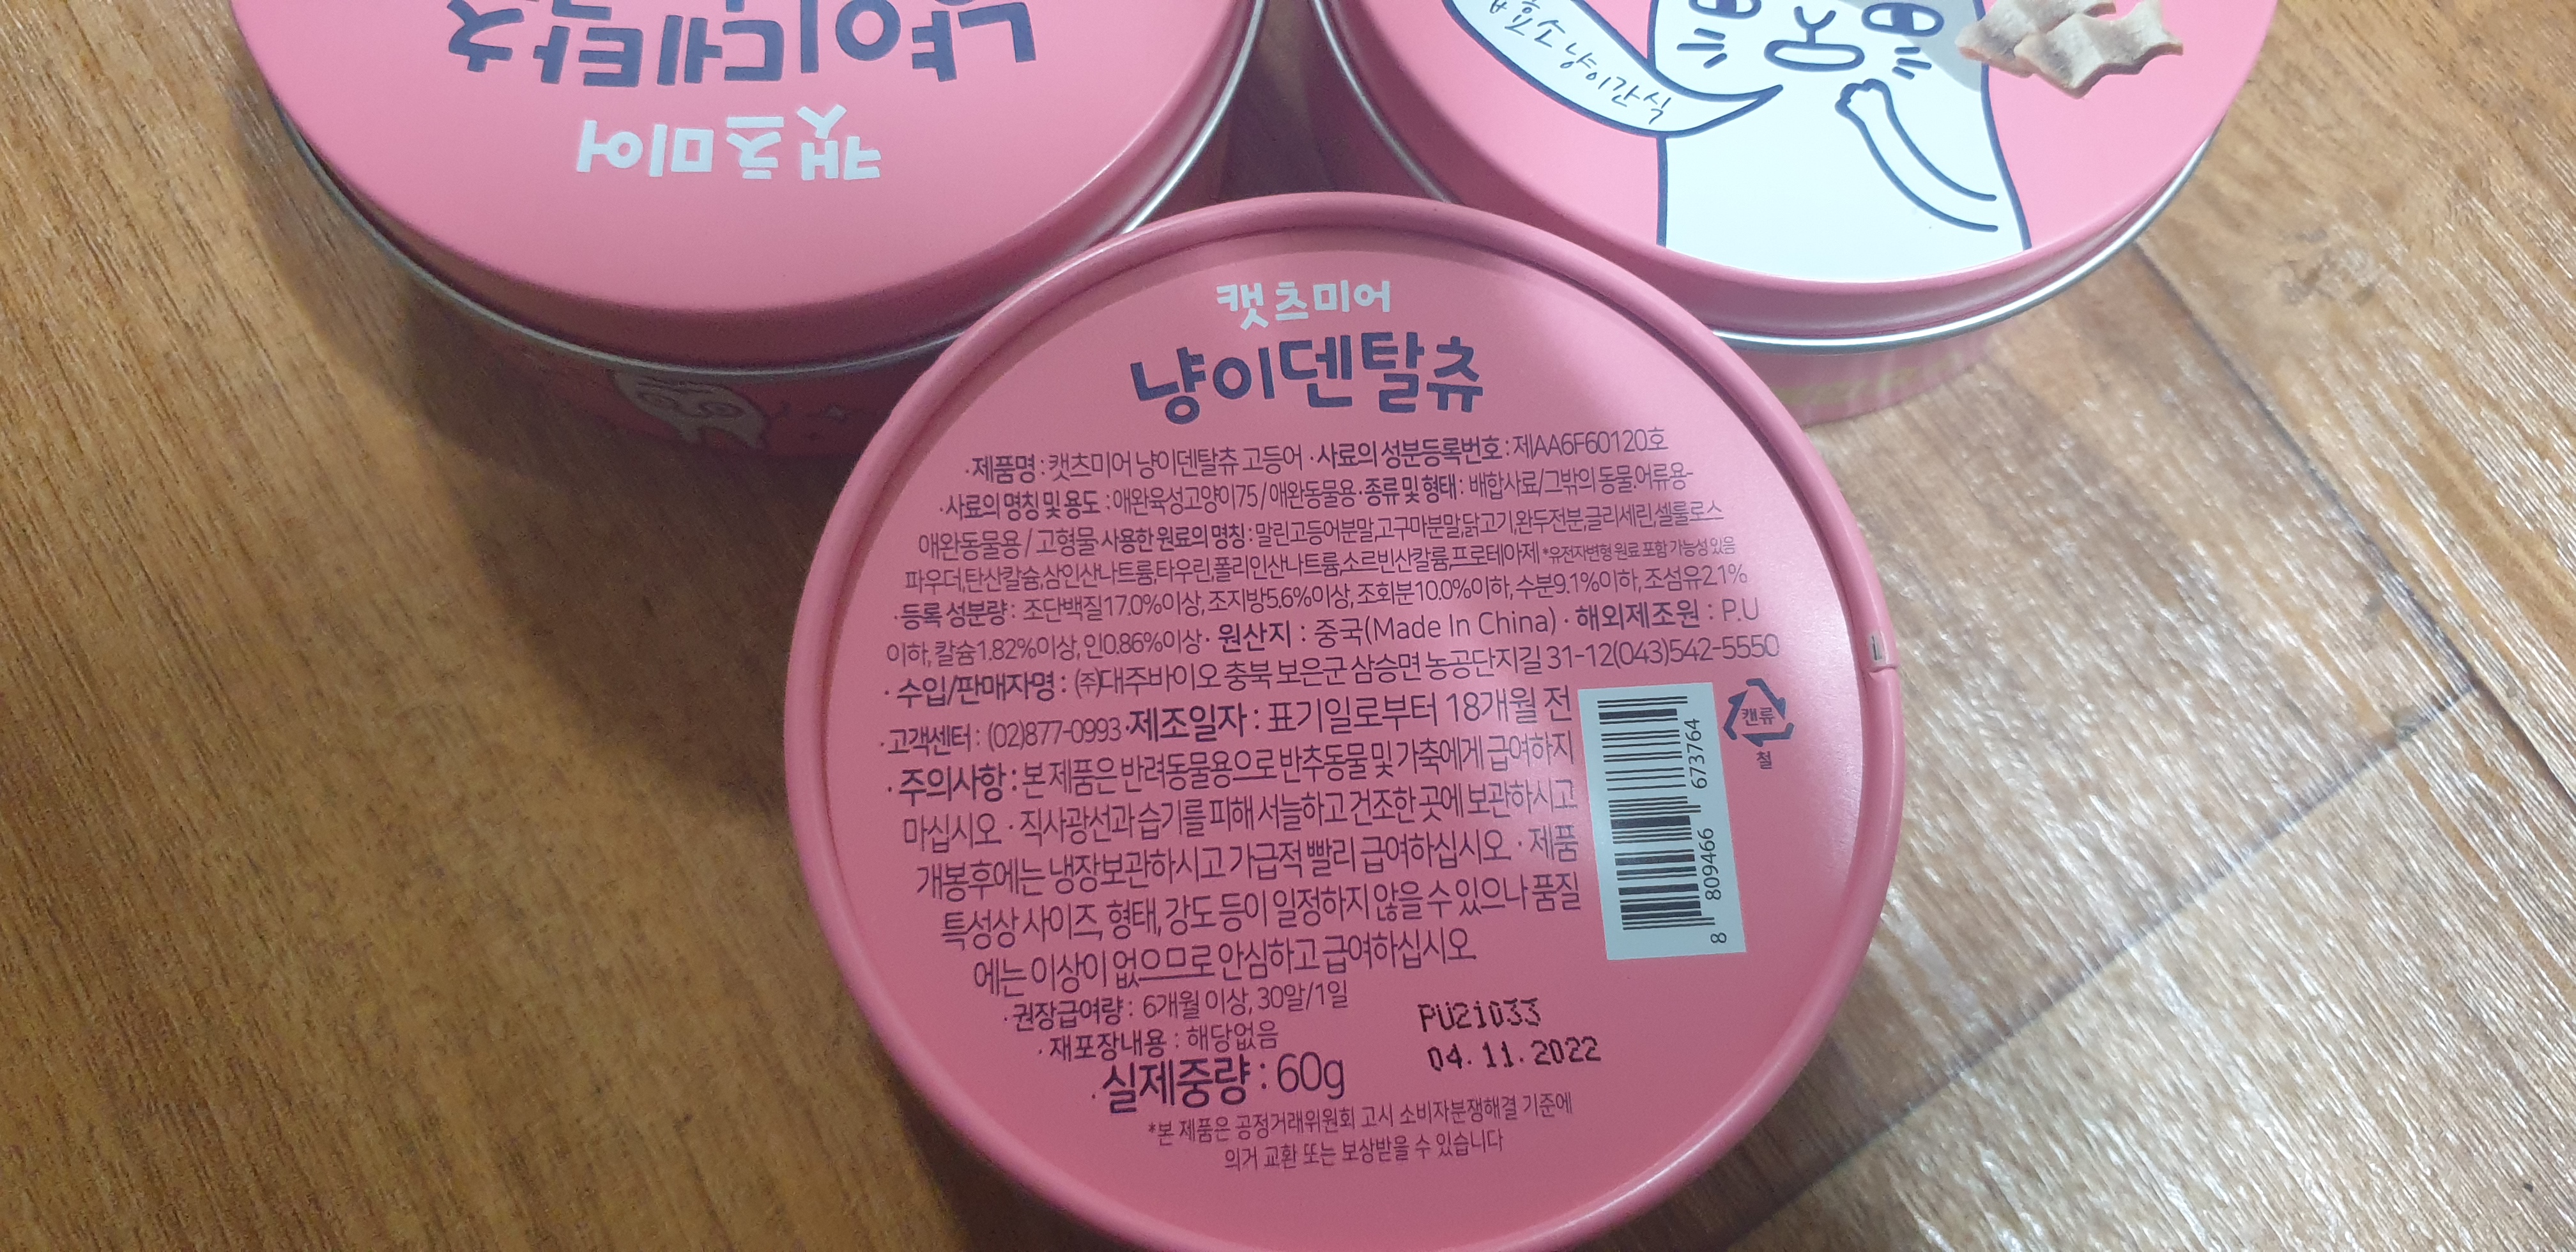 냥이덴탈츄
캣츠미어
캣츠미어
냥이덴탈츄
·제품명 : 캣츠미어 냥이덴탈츄 고등어 ·사료의 성분등록번호 : 제AA6F60120호
·사료의 명칭 및 용도 : 애완육성고양이75 / 애완동물용 ·종류 및 형태 : 배합사료/그밖의 동물.어류용-
애완동물용 / 고형물 사용한 원료의 명칭 : 말린고등어분말,고구마분말,닭고기,완두전분,글리세린,셀룰로스
파우더,탄산칼슘,삼인산나트륨,타우린,폴리인산나트륨,소르빈산칼륨,프로테아제 *유전자변형 원료 포함 가능성 있음
·등록 성분량 : 조단백질17.0%이상, 조지방5.6%이상, 조회분10.0%이하, 수분9.1%이하, 조섬유2.1%
이하, 칼슘1.82%이상, 인0.86%이상 · 원산지 : 중국(Made In China) · 해외제조원 : P.U
· 수입/판매자명 : ㈜대주바이오 충북 보은군 삼승면 농공단지길 31-12(043)542-5550
·고객센터 : (02)877-0993 ·제조일자 : 표기일로부터 18개월 전
· 주의사항 : 본 제품은 반려동물용으로 반추동물 및 가축에게 급여하지
마십시오 · 직사광선과 습기를 피해 서늘하고 건조한 곳에 보관하시고
개봉후에는 냉장보관하시고 가급적 빨리 급여하십시오 · 제품
특성상 사이즈, 형태, 강도 등이 일정하지 않을 수 있으나 품질
에는 이상이 없으므로 안심하고 급여하십시오.
·권장급여량 : 6개월 이상, 30알/1일
·재포장내용 : 해당없음
·실제중량 : 60g
*본 제품은 공정거래위원회 고시 소비자분쟁해결 기준에
의거 교환 또는 보상받을 수 있습니다
캔류
철
8 809466 673764
PU21033
04.11.2022